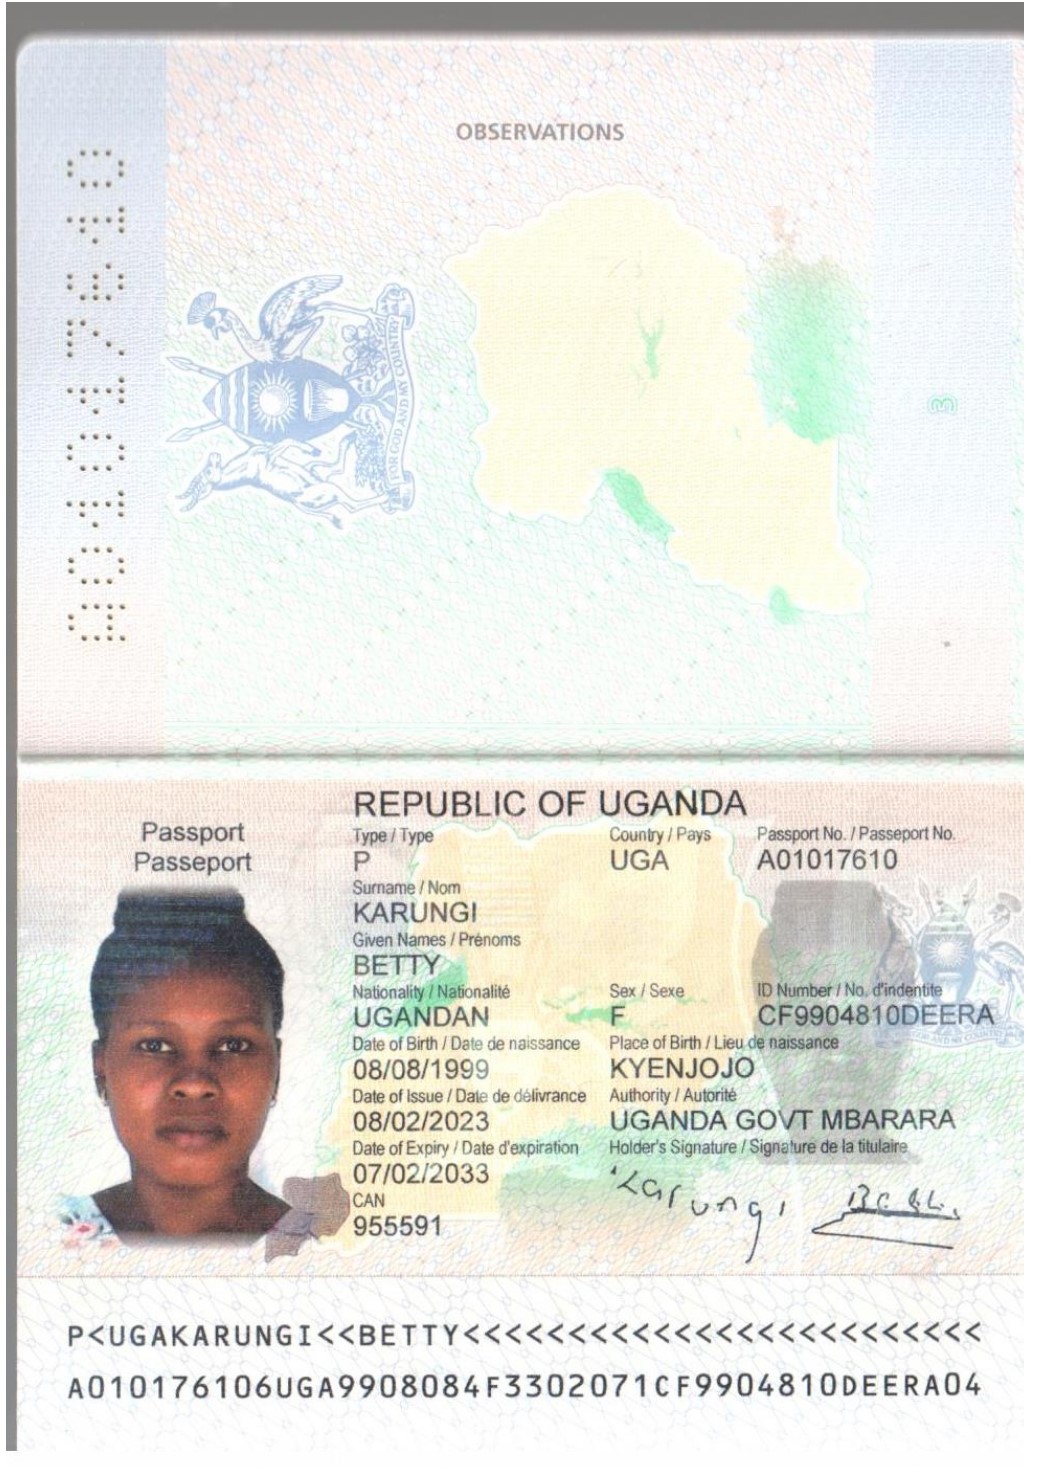 OBSERVATIONS
A01017610
FOR GOD AND MY COUNTRY
3
REPUBLIC OF UGANDA
Passport
Passeport
Type / Type
Country / Pays
Passport No. / Passeport No.
P
UGA
A01017610
Surname / Nom
KARUNGI
Given Names / Prénoms
BETTY
Nationality / Nationalité
Sex / Sexe
ID Number / No. d'indentite
UGANDAN
F
CF9904810DEERA
Date of Birth / Date de naissance
Place of Birth / Lieu de naissance
08/08/1999
KYENJOJO
Date of Issue / Date de délivrance
Authority / Autorité
08/02/2023
UGANDA GOVT MBARARA
Date of Expiry / Date d'expiration
Holder's Signature / Signature de la titulaire
07/02/2033
Karungi
CAN
955591
P<UGAKARUNGI<<BETTY<<<<<<<<<<<<<<<<<<<<<<<<<
A010176106UGA9908084F3302071CF9904810DEERA04